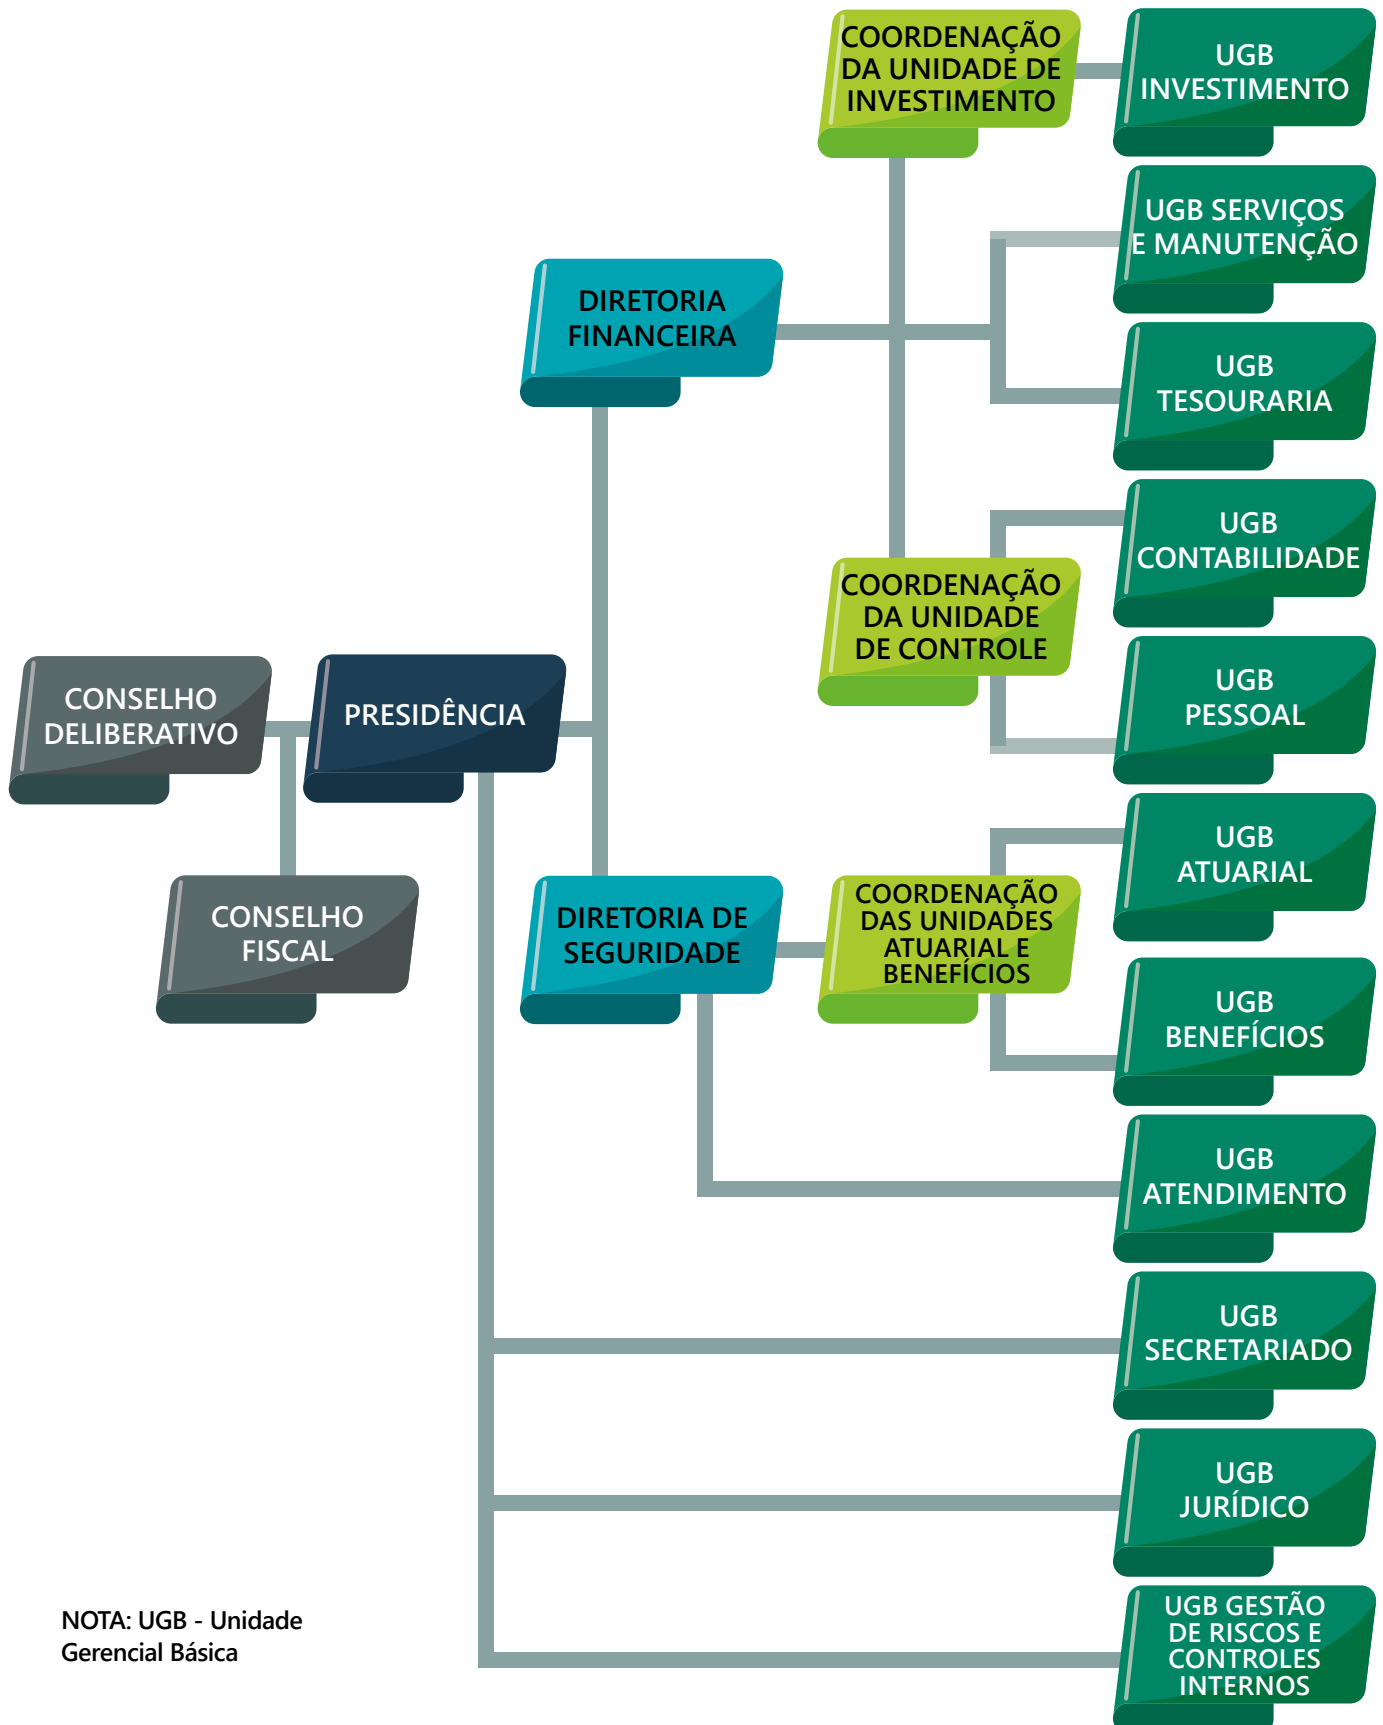 COORDENAÇÃO
DA UNIDADE DE
INVESTIMENTO
UGB
INVESTIMENTO
UGB SERVIÇOS
E MANUTENÇÃO
DIRETORIA
FINANCEIRA
UGB
TESOURARIA
UGB
CONTABILIDADE
COORDENAÇÃO
DA UNIDADE
DE CONTROLE
UGB
PESSOAL
CONSELHO
DELIBERATIVO
PRESIDÊNCIA
UGB
ATUARIAL
CONSELHO
FISCAL
DIRETORIA DE
SEGURIDADE
COORDENAÇÃO
DAS UNIDADES
ATUARIAL E
BENEFÍCIOS
UGB
BENEFÍCIOS
UGB
ATENDIMENTO
UGB
SECRETARIADO
UGB
JURÍDICO
UGB GESTÃO
DE RISCOS E
CONTROLES
INTERNOS
NOTA: UGB - Unidade
Gerencial Básica